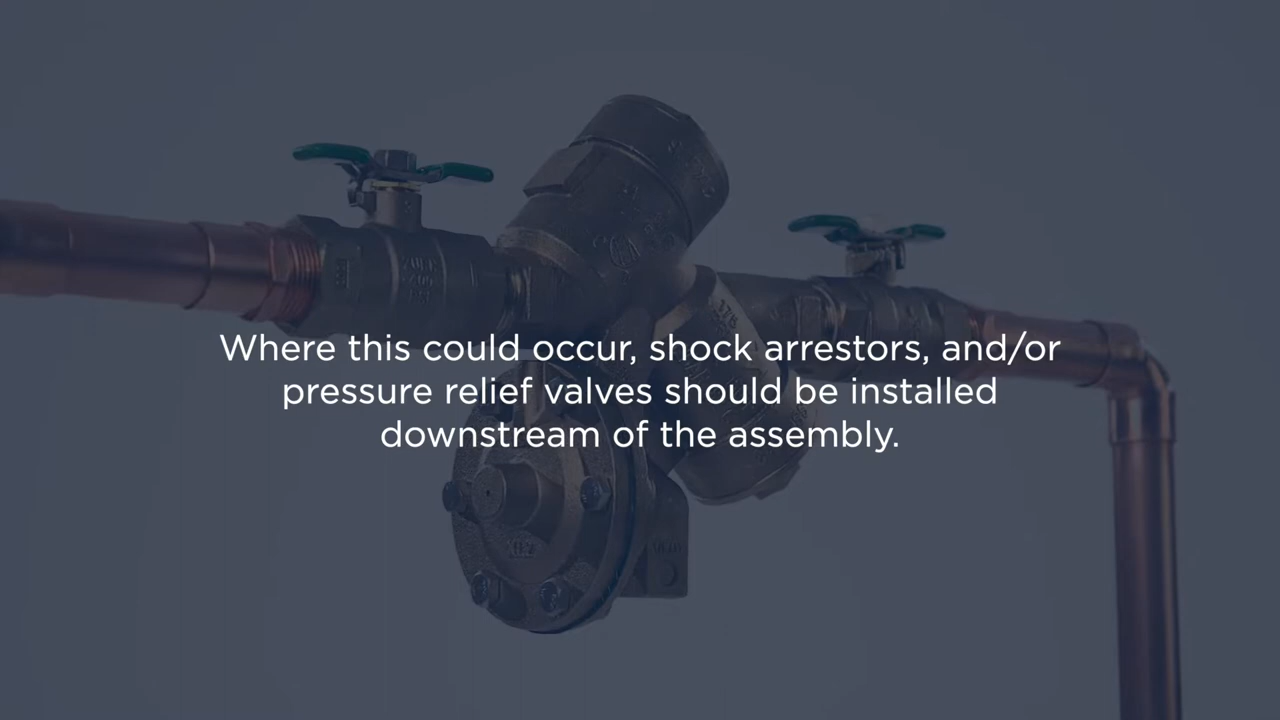 Where this could occur, shock arrestors, and/or
pressure relief valves should be installed
downstream of the assembly.